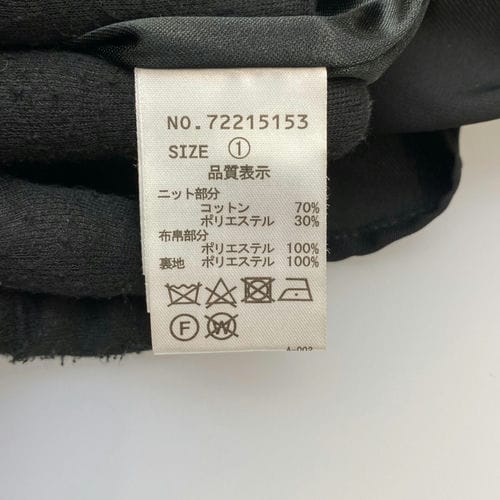 NO.72215153
SIZE ①
品質表示
ニット部分
コットン 70%
ポリエステル 30%
布帛部分
ポリエステル 100%
裏地 ポリエステル 100%
F W